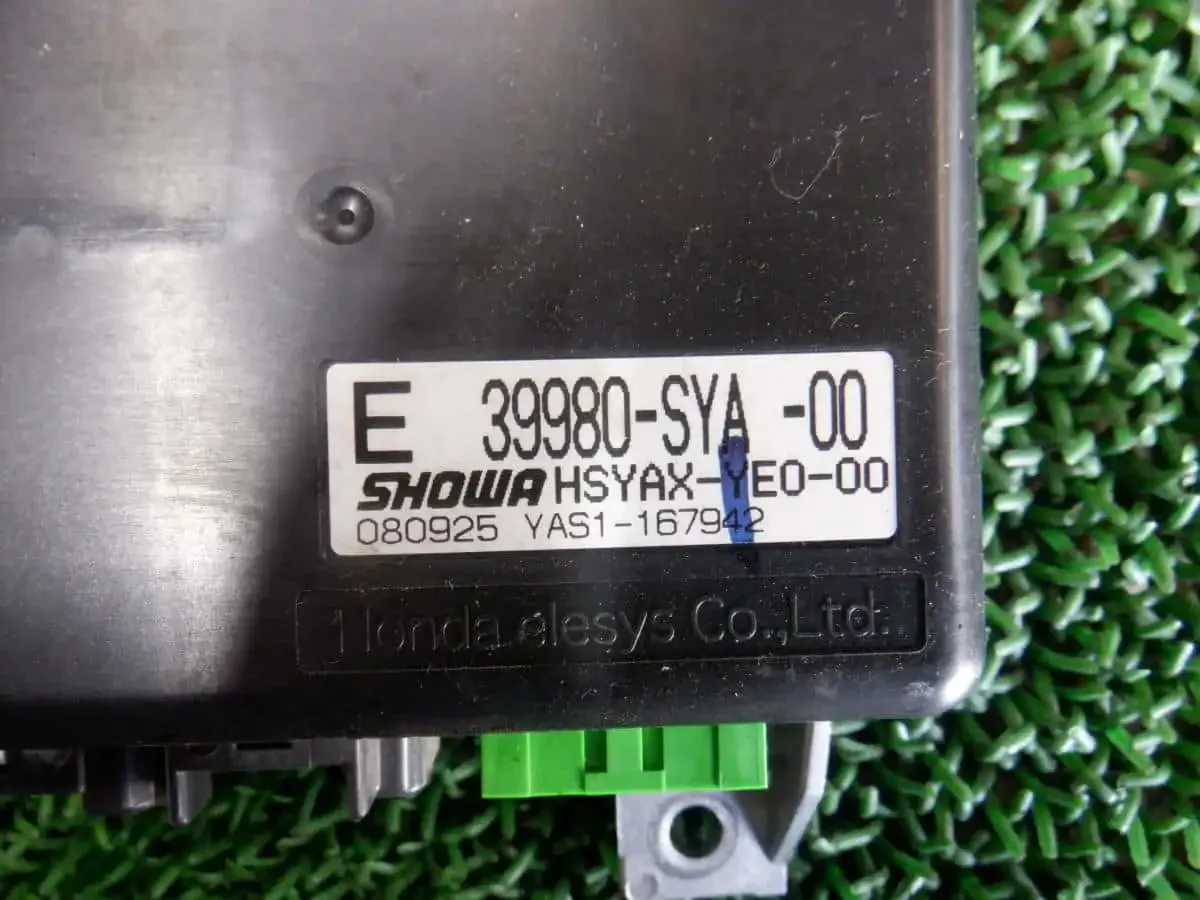 E 39980-SYA -00
SHOWA HSYAX-YE0-00
080925 YAS1-167942
Honda elesys Co.,Ltd.